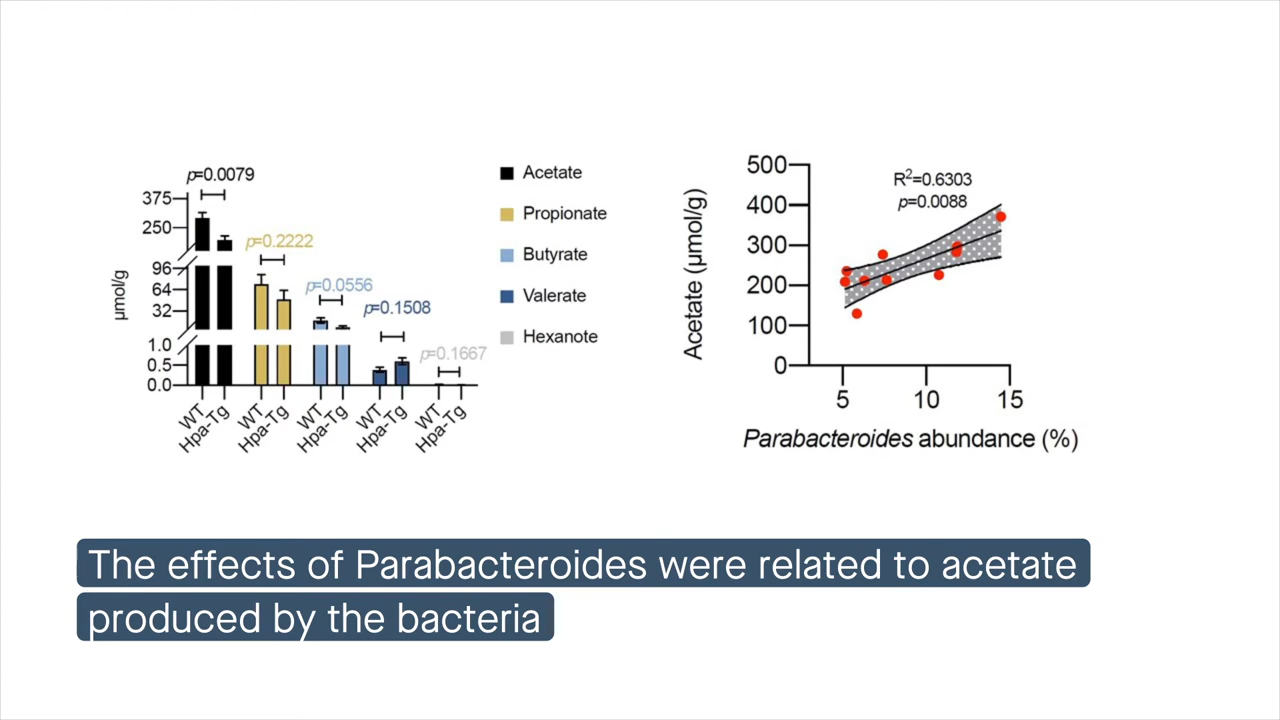 p=0.0079
375
250
p=0.2222
96
64
32
p=0.0556
p=0.1508
1.0
0.5
0.0
p=0.1667
μmol/g
WT
Hpa-Tg
WT
Hpa-Tg
WT
Hpa-Tg
WT
Hpa-Tg
WT
Hpa-Tg
Acetate
Propionate
Butyrate
Valerate
Hexanote
500
400
300
200
100
0
Acetate (μmol/g)
R²=0.6303
p=0.0088
5
10
15
Parabacteroides abundance (%)
The effects of Parabacteroides were related to acetate
produced by the bacteria